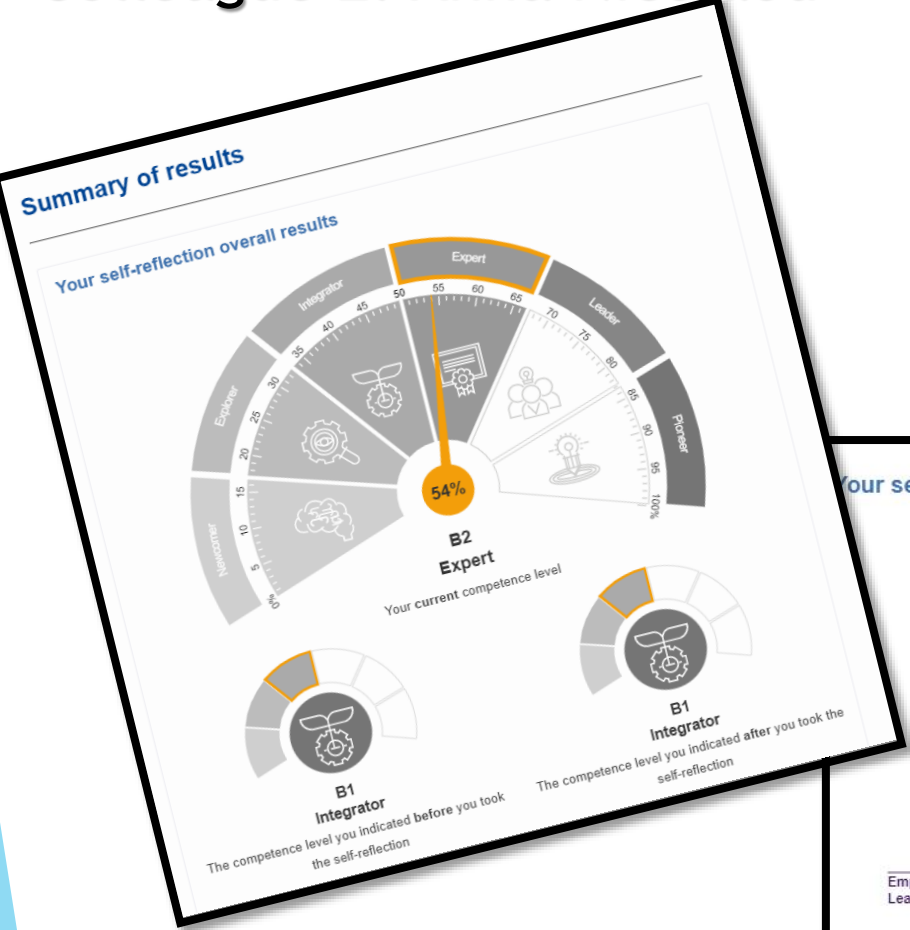 Summary of results
Your self-reflection overall results
Newcomer
Explorer
Integrator
Expert
Leader
Pioneer
0%
5
10
15
20
25
30
35
40
45
50
55
60
65
70
75
80
85
90
95
100%
54%
B2
Expert
Your current competence level
B1
Integrator
The competence level you indicated before you took
the self-reflection
B1
Integrator
The competence level you indicated after you took the
self-reflection
Your se
Emp
Lea